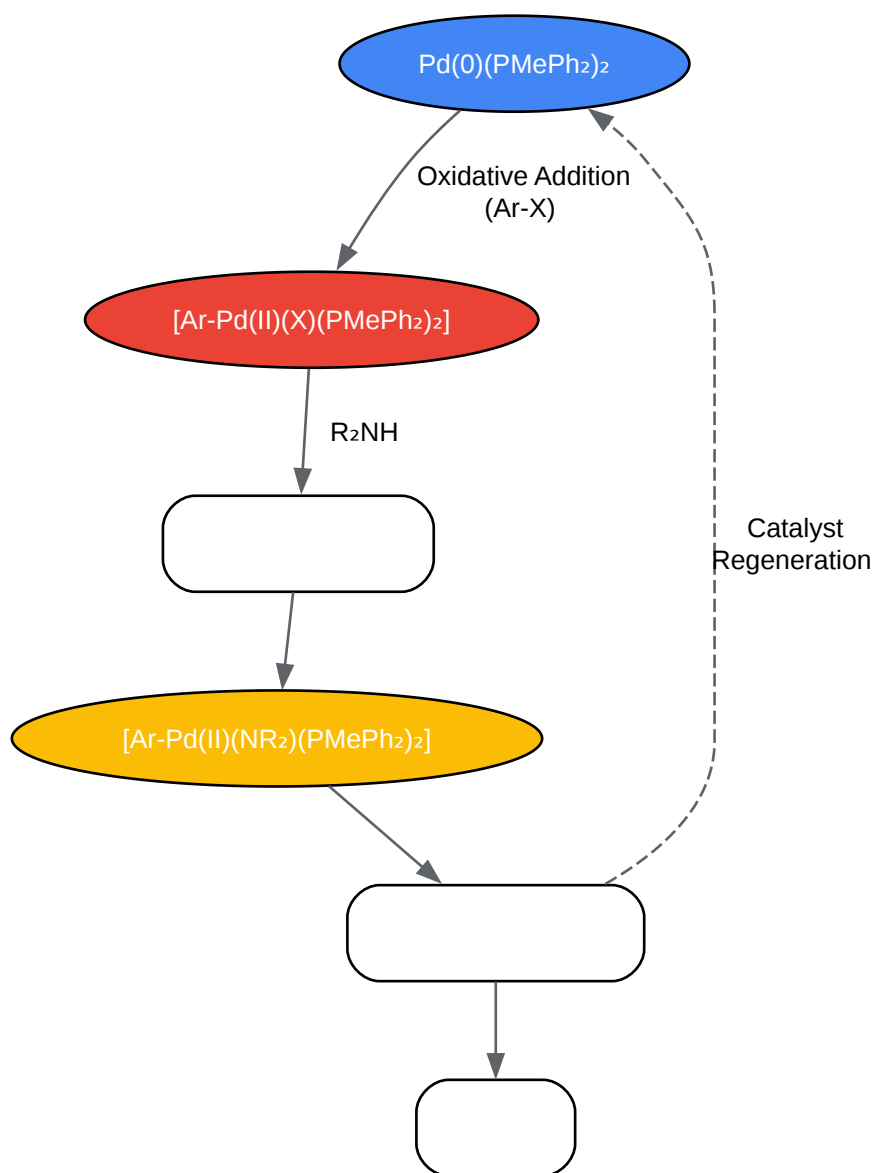 Pd(0)(PMePh₂)₂
Oxidative Addition
(Ar-X)
[Ar-Pd(II)(X)(PMePh₂)₂]
R₂NH
Catalyst
Regeneration
[Ar-Pd(II)(NR₂)(PMePh₂)₂]